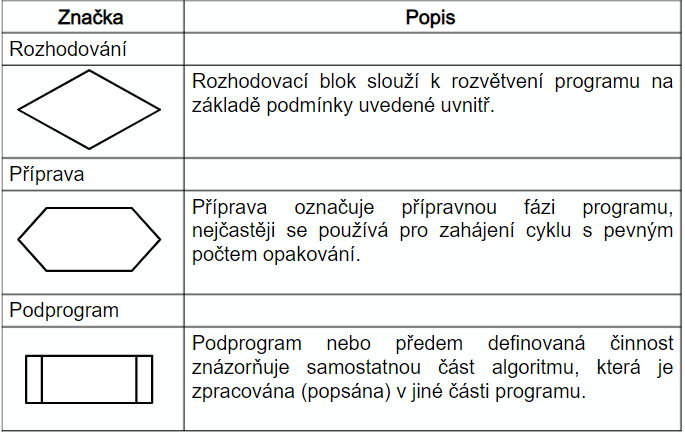 Značka Popis
Rozhodování
Rozhodovací blok slouží k rozvětvení programu na
základě podmínky uvedené uvnitř.
Příprava
Příprava označuje přípravnou fázi programu,
nejčastěji se používá pro zahájení cyklu s pevným
počtem opakování.
Podprogram
Podprogram nebo předem definovaná činnost
znázorňuje samostatnou část algoritmu, která je
zpracována (popsána) v jiné části programu.